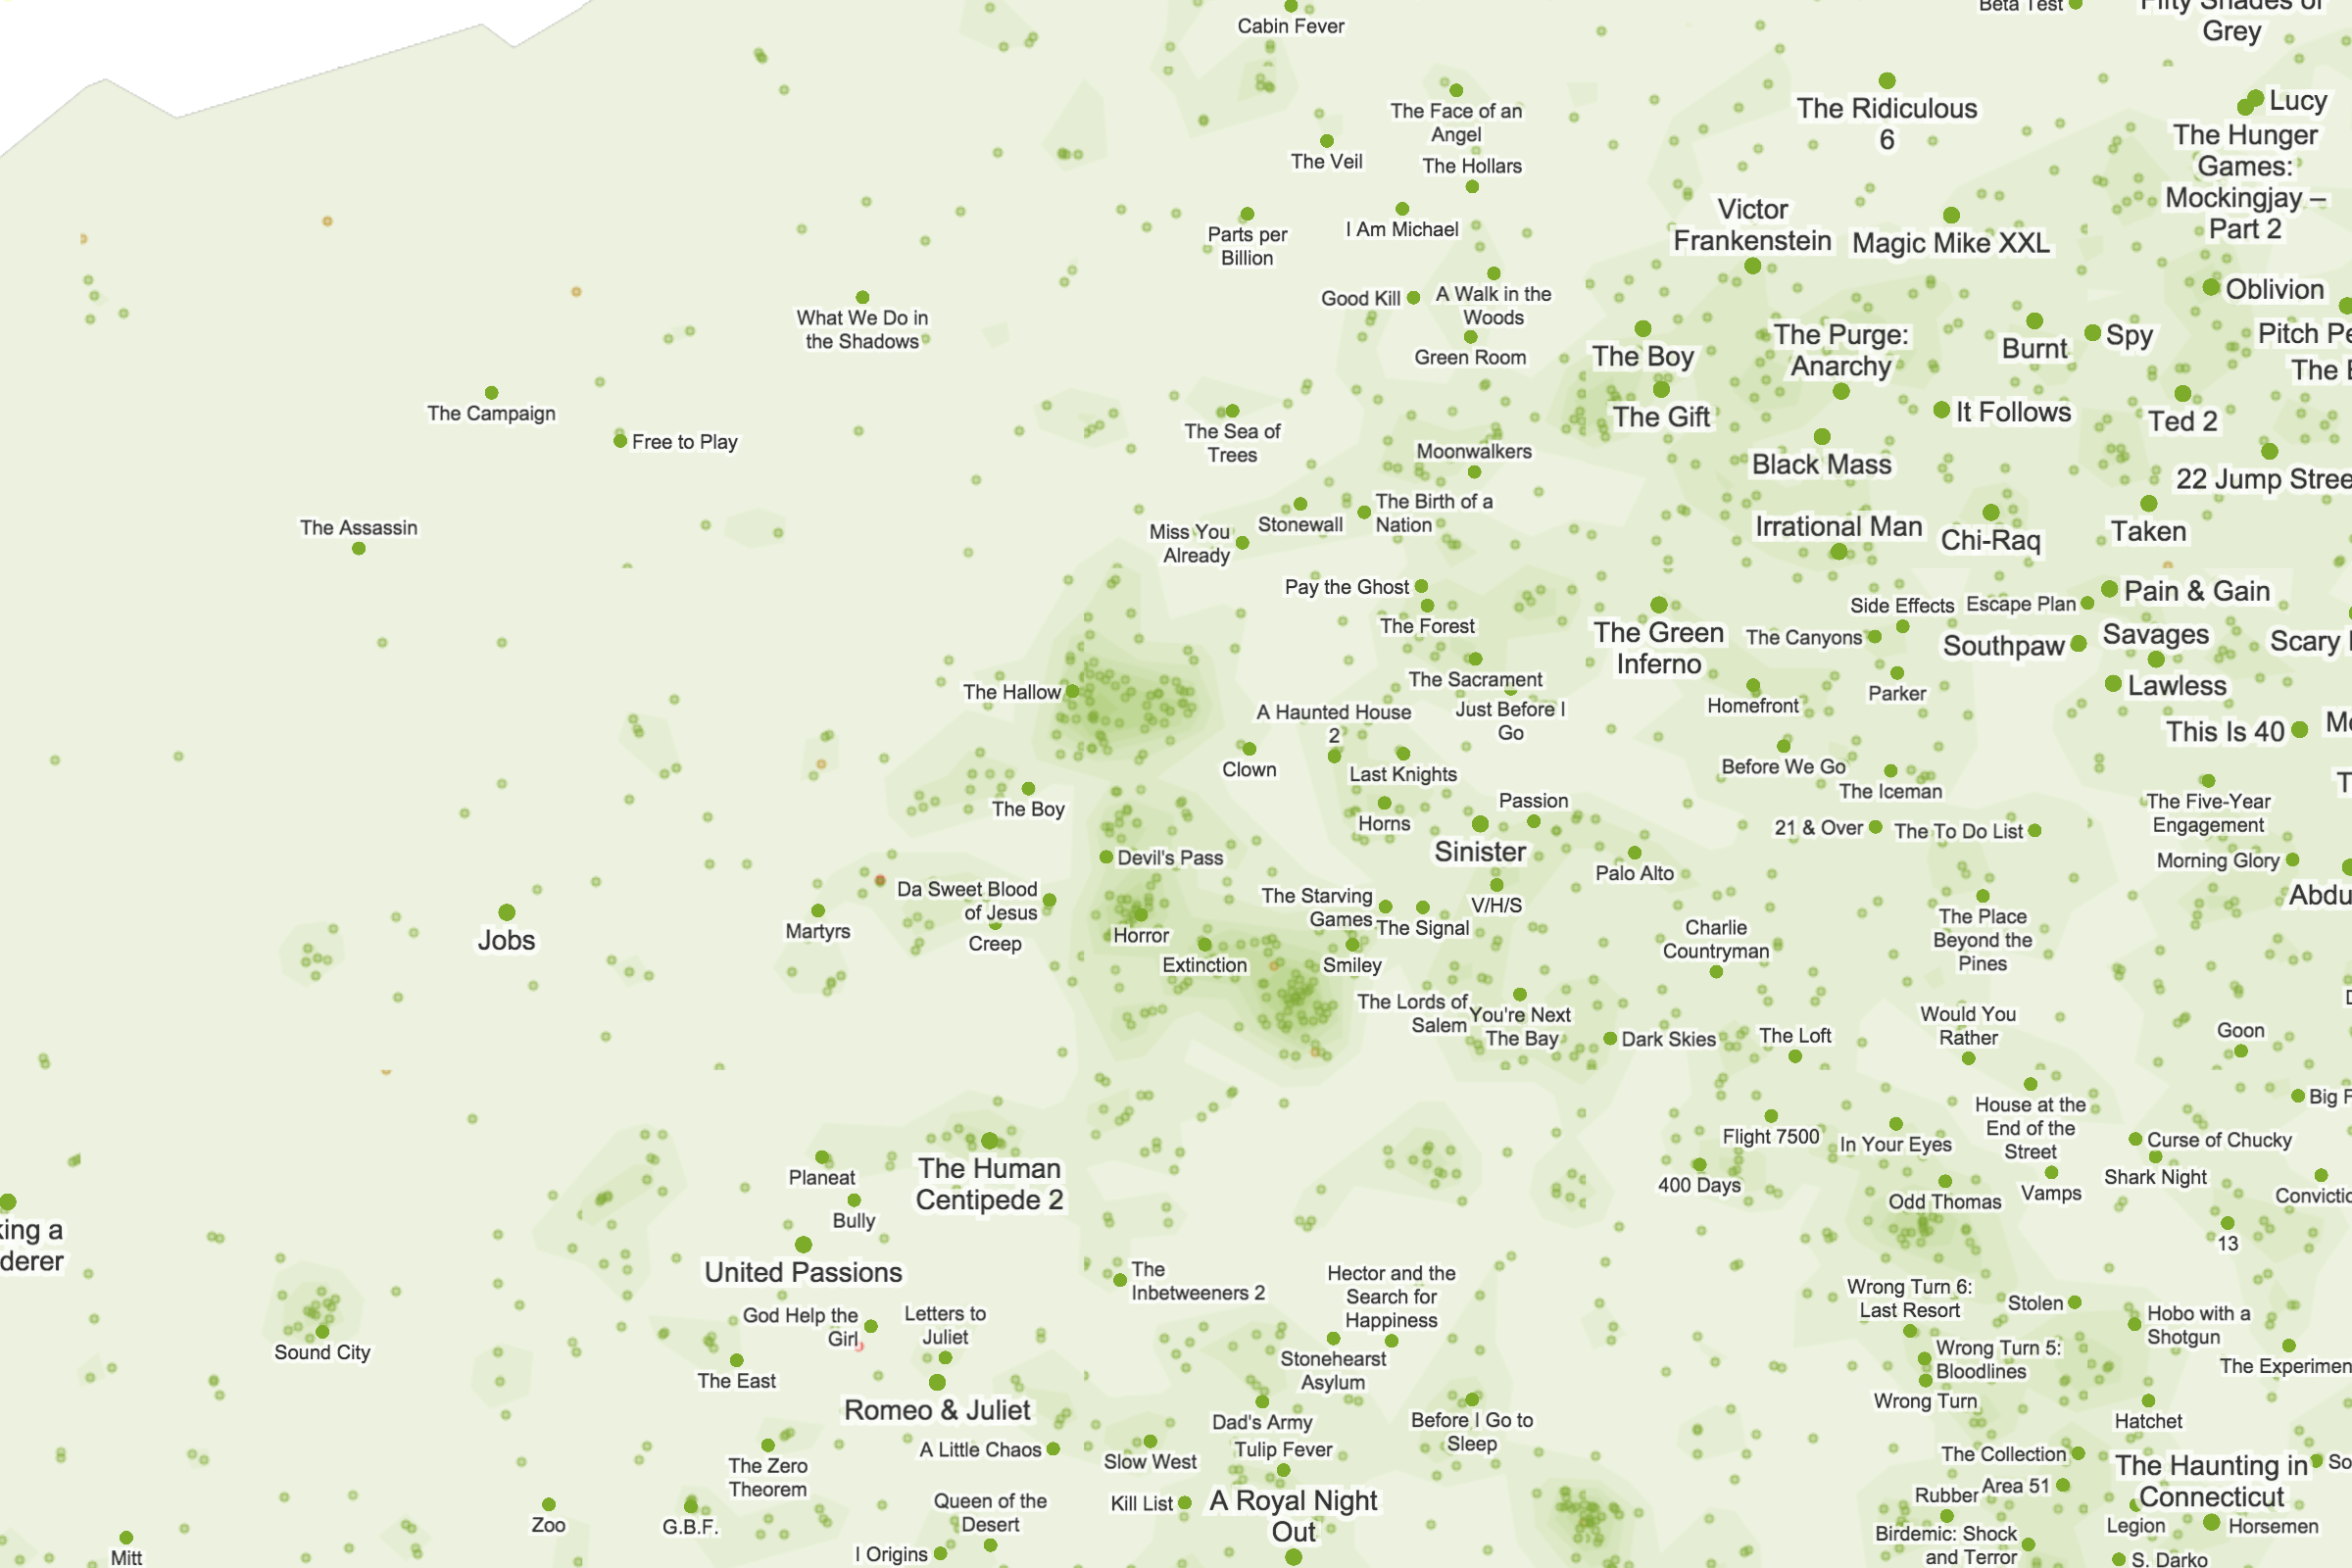 Beta Test
Fifty Shades of
Grey
Cabin Fever
The Face of an
Angel
The Ridiculous
6
Lucy
The Hunger
Games:
Mockingjay –
Part 2
The Veil
The Hollars
I Am Michael
Parts per
Billion
Victor
Frankenstein
Magic Mike XXL
What We Do in
the Shadows
Good Kill
A Walk in the
Woods
Green Room
Oblivion
The Boy
The Purge:
Anarchy
Burnt
Spy
Pitch Pe
The
The Campaign
Free to Play
The Sea of
Trees
The Gift
It Follows
Ted 2
Moonwalkers
Black Mass
22 Jump Stree
The Assassin
Stonewall
The Birth of a
Nation
Miss You
Already
Irrational Man
Chi-Raq
Taken
Pay the Ghost
The Forest
Side Effects
Escape Plan
Pain & Gain
The Green
Inferno
The Canyons
Southpaw
Savages
Scary
The Hallow
The Sacrament
Just Before I
Go
Homefront
Parker
Lawless
A Haunted House
2
This Is 40
Clown
Last Knights
Before We Go
The Iceman
The Boy
Horns
Passion
Sinister
21 & Over
The To Do List
The Five-Year
Engagement
Devil's Pass
Palo Alto
Morning Glory
Abdu
Da Sweet Blood
of Jesus
Creep
Martyrs
Jobs
Horror
Extinction
The Starving
Games
The Signal
V/H/S
Smiley
Charlie
Countryman
The Place
Beyond the
Pines
The Lords of
Salem
You're Next
The Bay
Dark Skies
The Loft
Would You
Rather
Goon
House at the
End of the
Street
Big F
Flight 7500
In Your Eyes
Curse of Chucky
Shark Night
The Human
Centipede 2
Planeat
Bully
400 Days
Odd Thomas
Vamps
Convictio
king a
derer
13
United Passions
The
Inbetweeners 2
Hector and the
Search for
Happiness
Wrong Turn 6:
Last Resort
Stolen
Hobo with a
Shotgun
God Help the
Girl
Letters to
Juliet
Sound City
The East
Stonehearst
Asylum
Wrong Turn 5:
Bloodlines
Wrong Turn
The Experimen
Romeo & Juliet
Dad's Army
Before I Go to
Sleep
Hatchet
A Little Chaos
Slow West
Tulip Fever
The Collection
The Haunting in
Connecticut
So
The Zero
Theorem
Kill List
A Royal Night
Out
Rubber
Area 51
Zoo
G.B.F.
Queen of the
Desert
Legion
Horsemen
Birdemic: Shock
and Terror
Mitt
I Origins
S. Darko